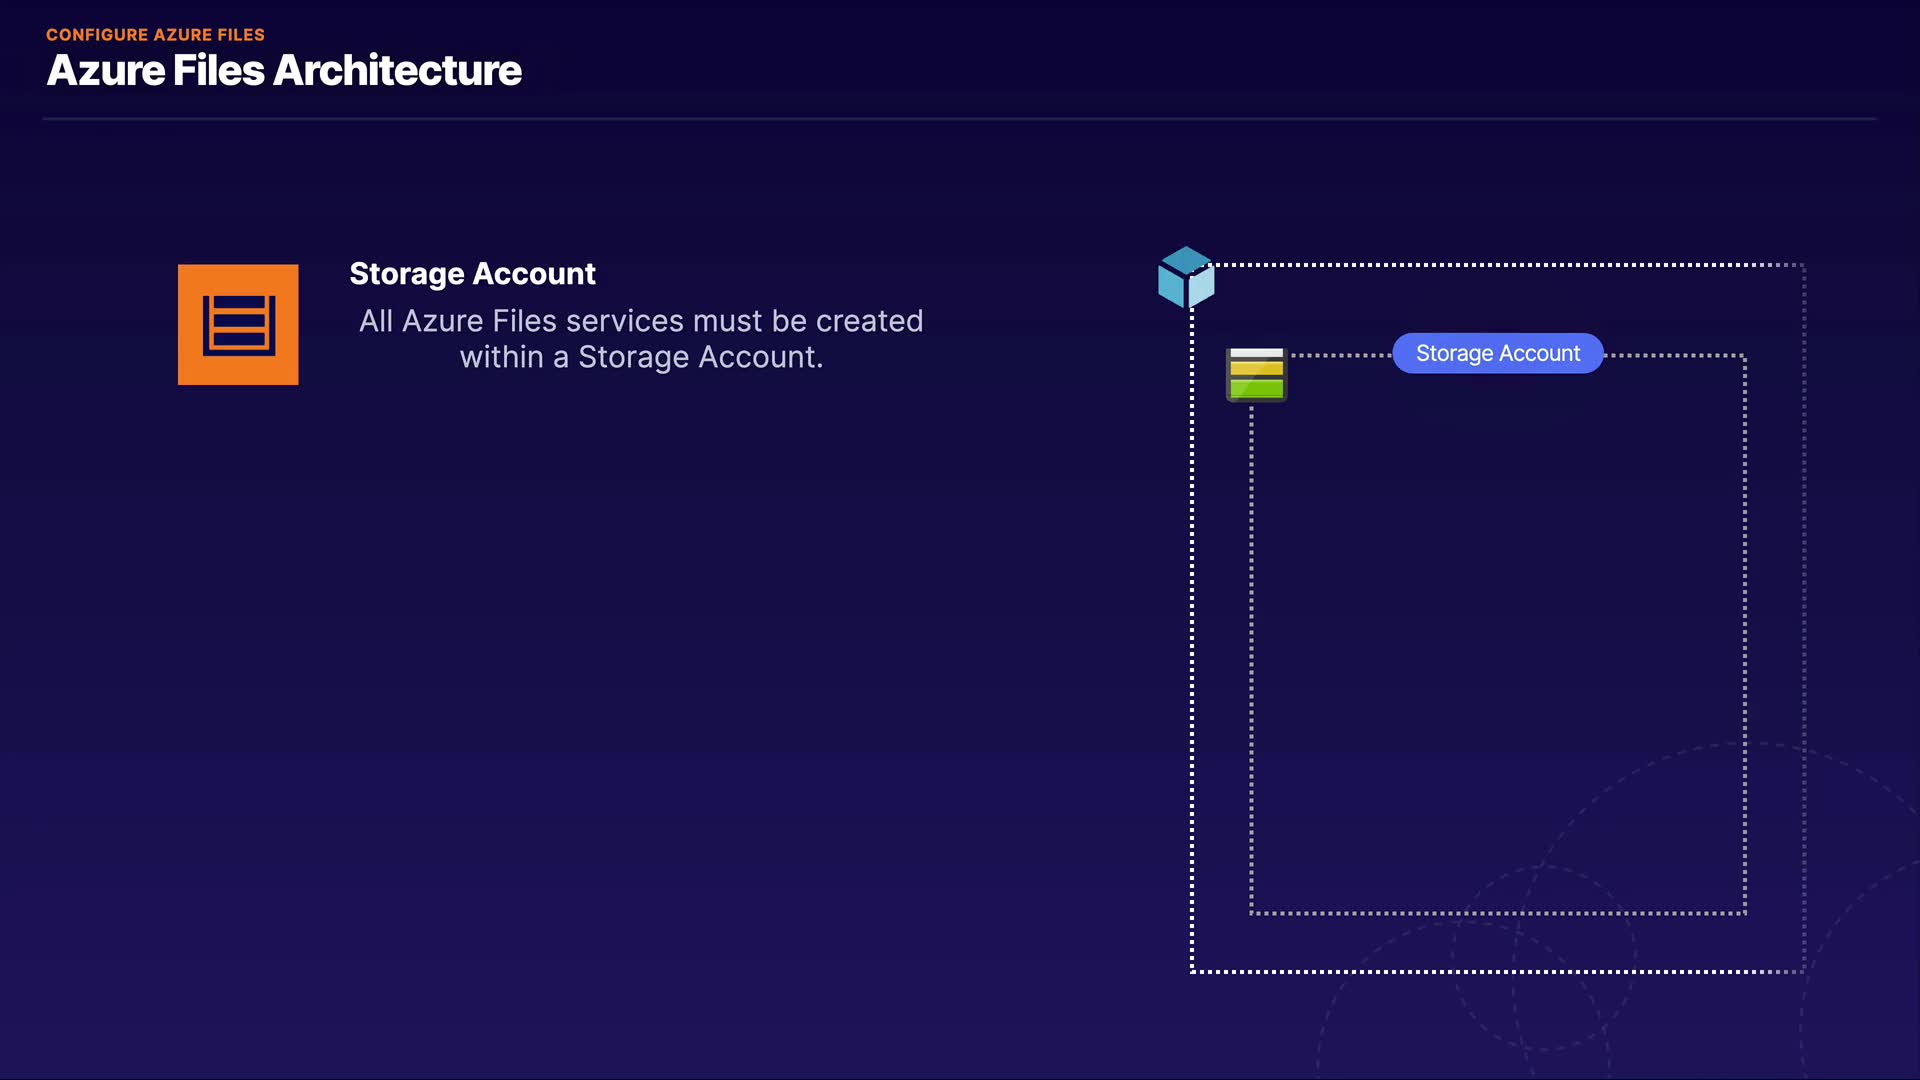 CONFIGURE AZURE FILES
Azure Files Architecture
Storage Account
All Azure Files services must be created
within a Storage Account.
Storage Account